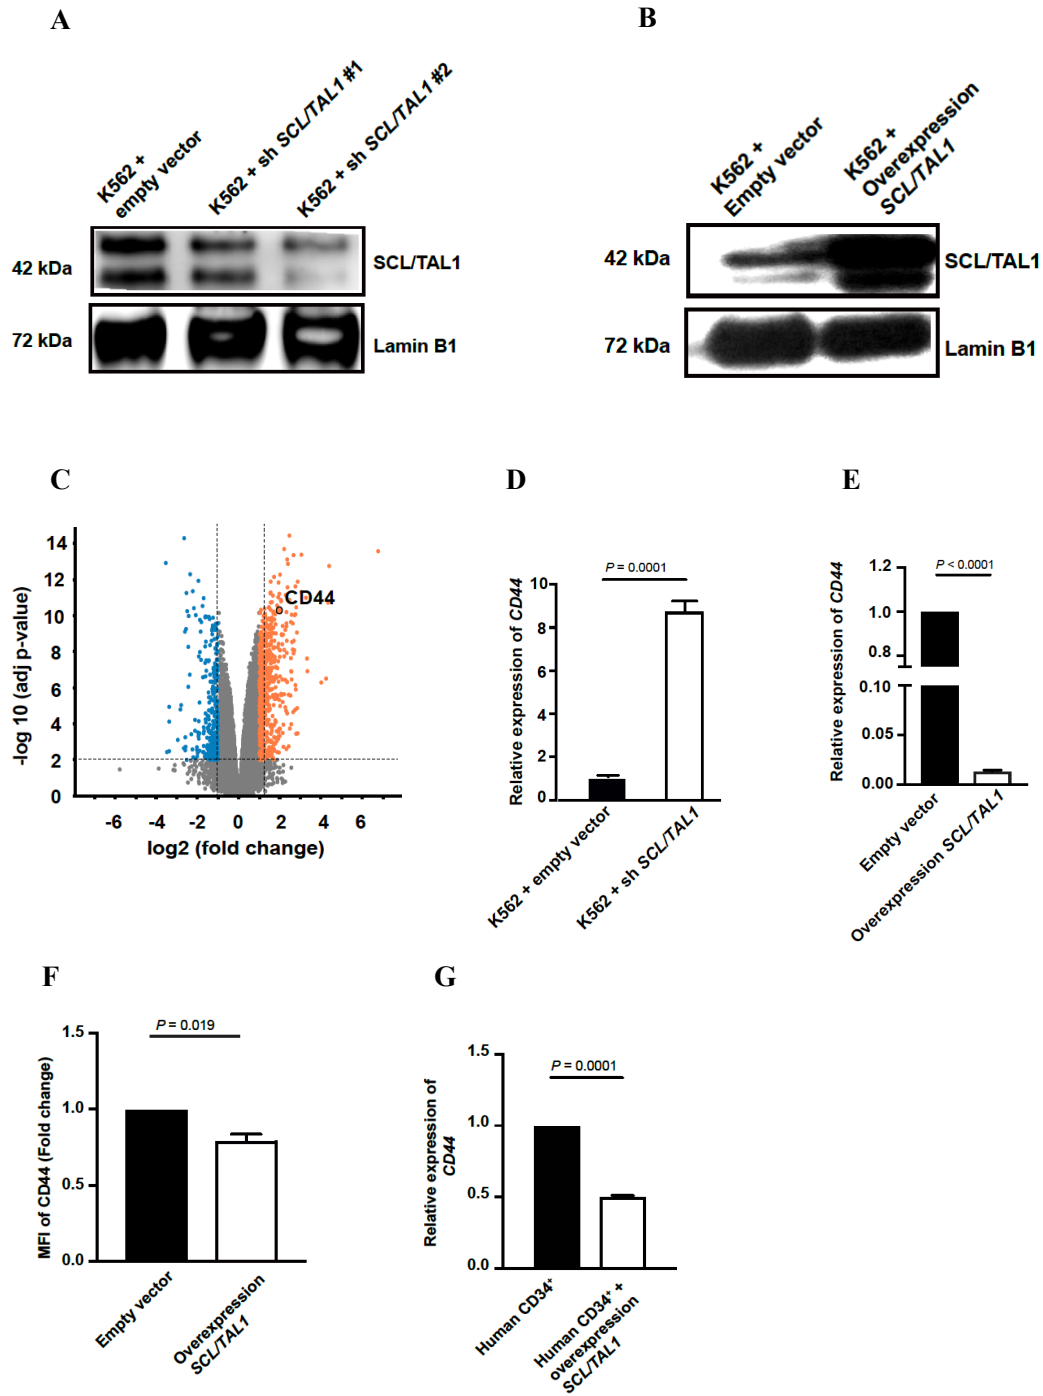 A
K562 +
empty vector
K562 + sh SCL/TAL1 #1
K562 + sh SCL/TAL1 #2
42 kDa
SCL/TAL1
72 kDa
Lamin B1
B
K562 +
Empty vector
K562 +
Overexpression
SCL/TAL1
42 kDa
SCL/TAL1
72 kDa
Lamin B1
C
-log 10 (adj p-value)
14
12
10
8
6
4
2
0
CD44
-6
-4
-2
0
2
4
6
log2 (fold change)
D
Relative expression of CD44
P = 0.0001
10
8
6
4
2
0
K562 + empty vector
K562 + sh SCL/TAL1
E
Relative expression of CD44
P < 0.0001
1.2
1.0
0.8
0.10
0.05
0.00
Empty vector
Overexpression SCL/TAL1
F
MFI of CD44 (Fold change)
P = 0.019
1.5
1.0
0.5
0.0
Empty vector
Overexpression
SCL/TAL1
G
Relative expression of
CD44
P = 0.0001
1.5
1.0
0.5
0.0
Human CD34+
Human CD34+ +
overexpression
SCL/TAL1